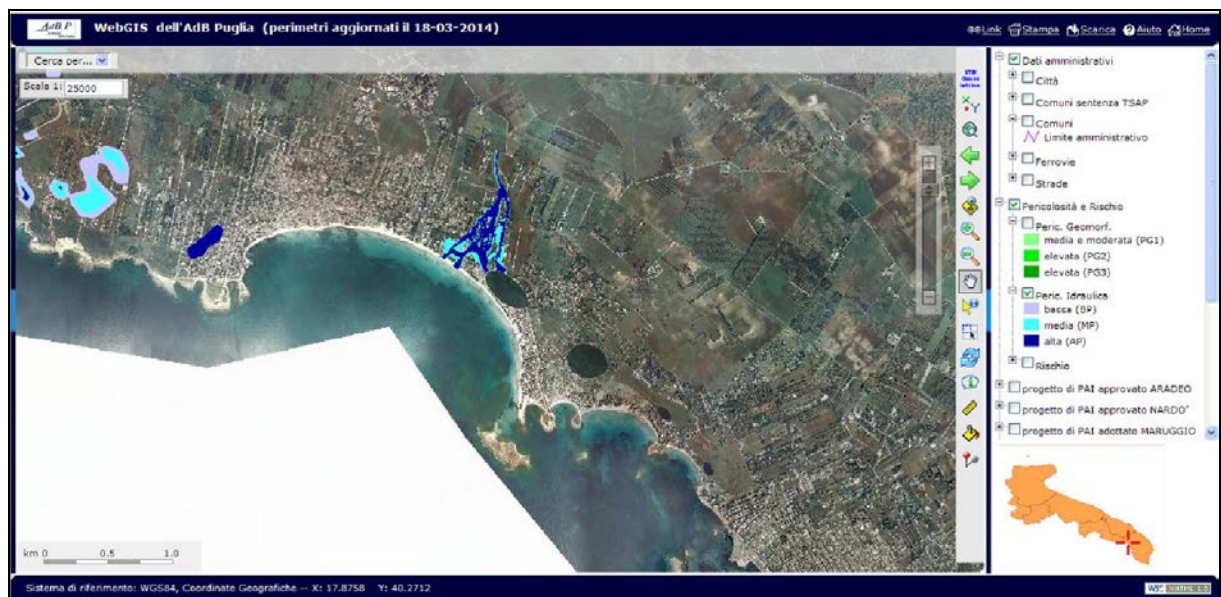 AdB P
WebGIS dell'AdB Puglia (perimetri aggiornati il 18-03-2014)
Link Stampa Scarica Aiuto Home
Cerca per...
Scala 1: 25000
Dati amministrativi
Città
Comuni sentenza TSAP
Comuni
Limite amministrativo
Ferrovie
Strade
Pericolosità e Rischio
Peric. Geomorf.
media e moderata (PG1)
elevata (PG2)
elevata (PG3)
Peric. Idraulica
bassa (BP)
media (MP)
alta (AP)
Rischio
progetto di PAI approvato ARADEO
progetto di PAI approvato NARDO'
progetto di PAI adottato MARUGGIO
km 0 0.5 1.0
Sistema di riferimento: WGS84, Coordinate Geografiche -- X: 17.8758 Y: 40.2712